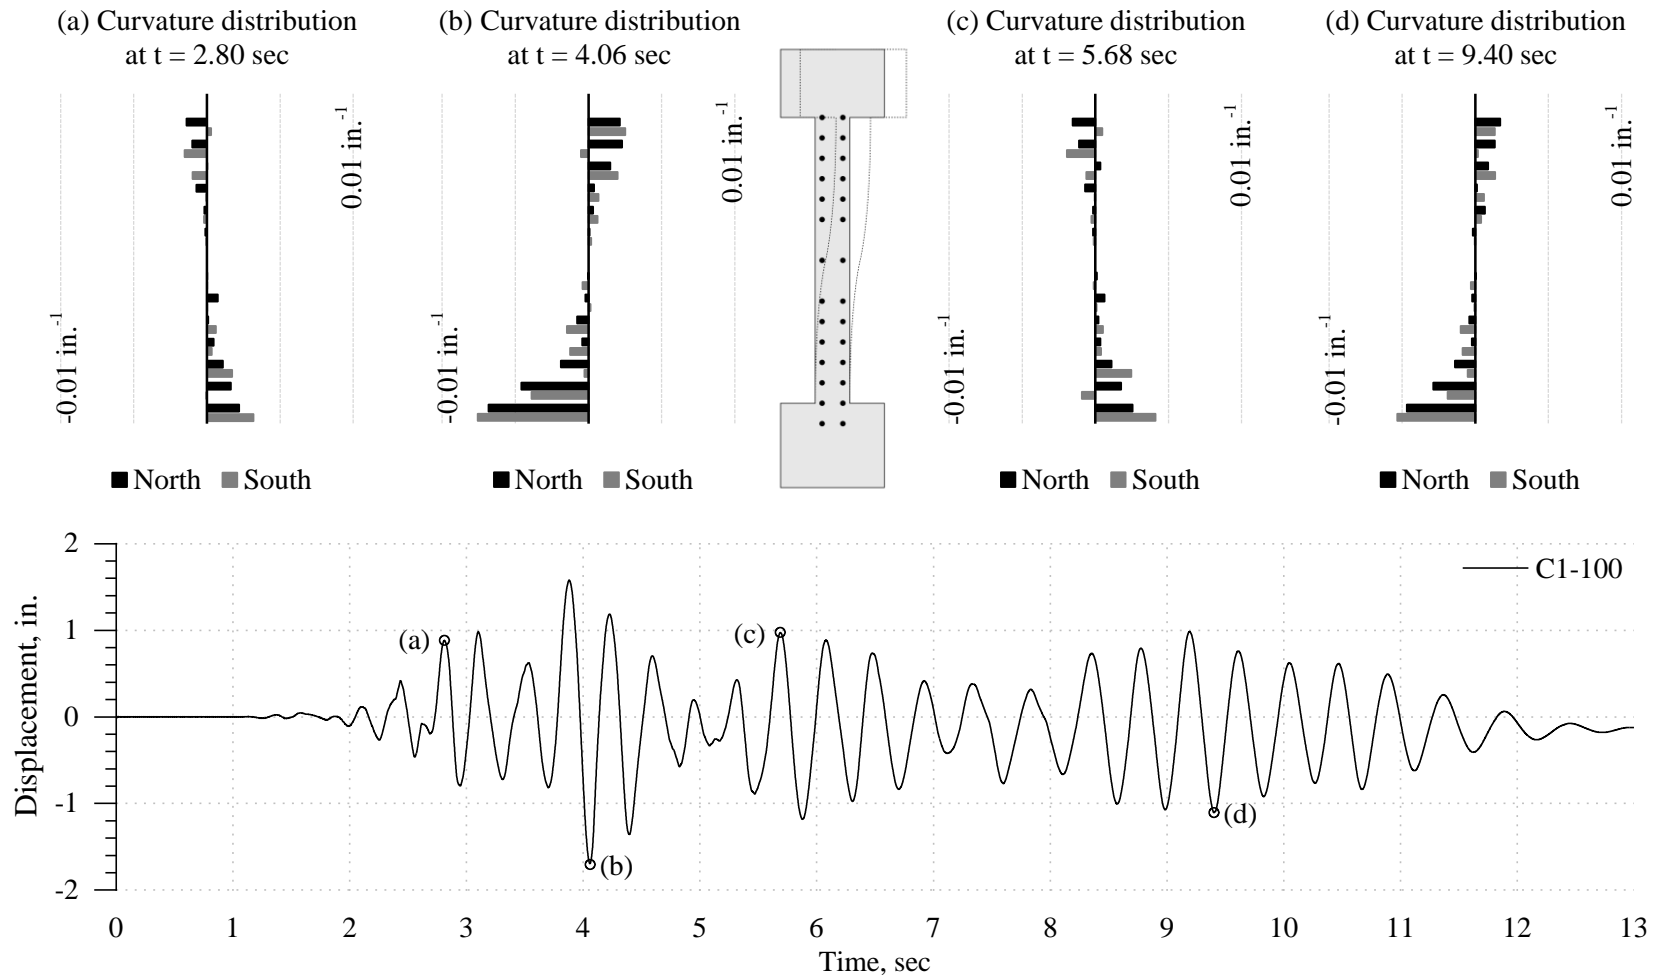 (a) Curvature distribution
at t = 2.80 sec
(b) Curvature distribution
at t = 4.06 sec
(c) Curvature distribution
at t = 5.68 sec
(d) Curvature distribution
at t = 9.40 sec
-0.01 in.-1
0.01 in.-1
-0.01 in.-1
0.01 in.-1
-0.01 in.-1
0.01 in.-1
-0.01 in.-1
0.01 in.-1
North South
North South
North South
North South
Displacement, in.
2
1
0
-1
-2
C1-100
(a)
(b)
(c)
(d)
0 1 2 3 4 5 6 7 8 9 10 11 12 13
Time, sec